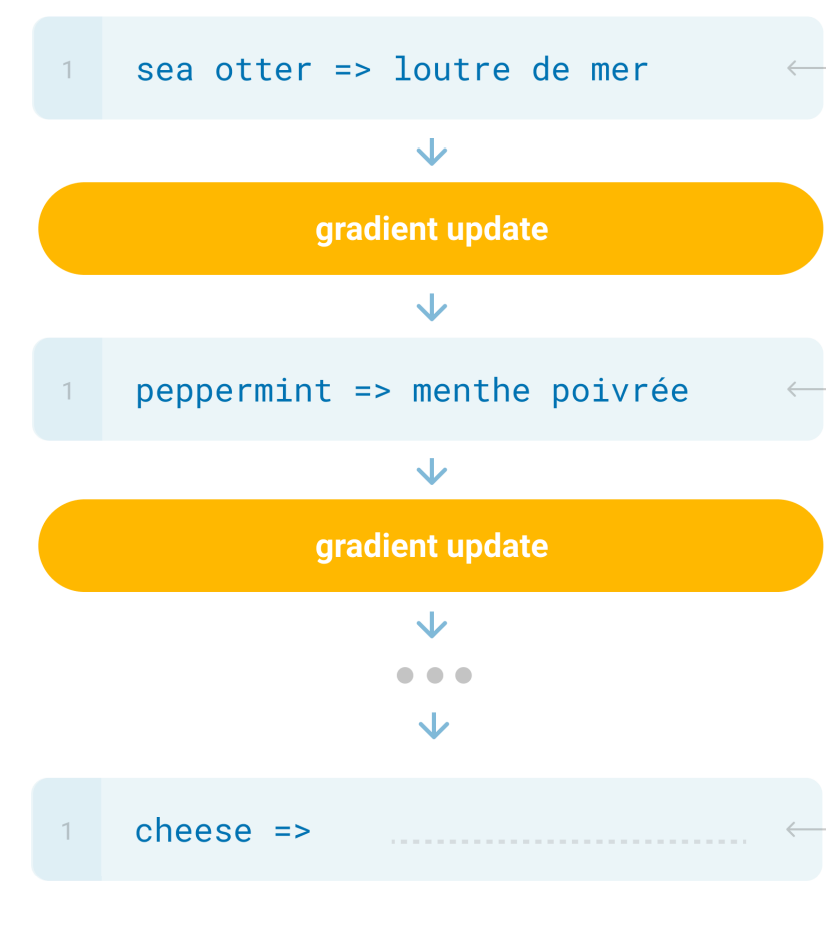 1 sea otter => loutre de mer
gradient update
1 peppermint => menthe poivrée
gradient update
1 cheese =>